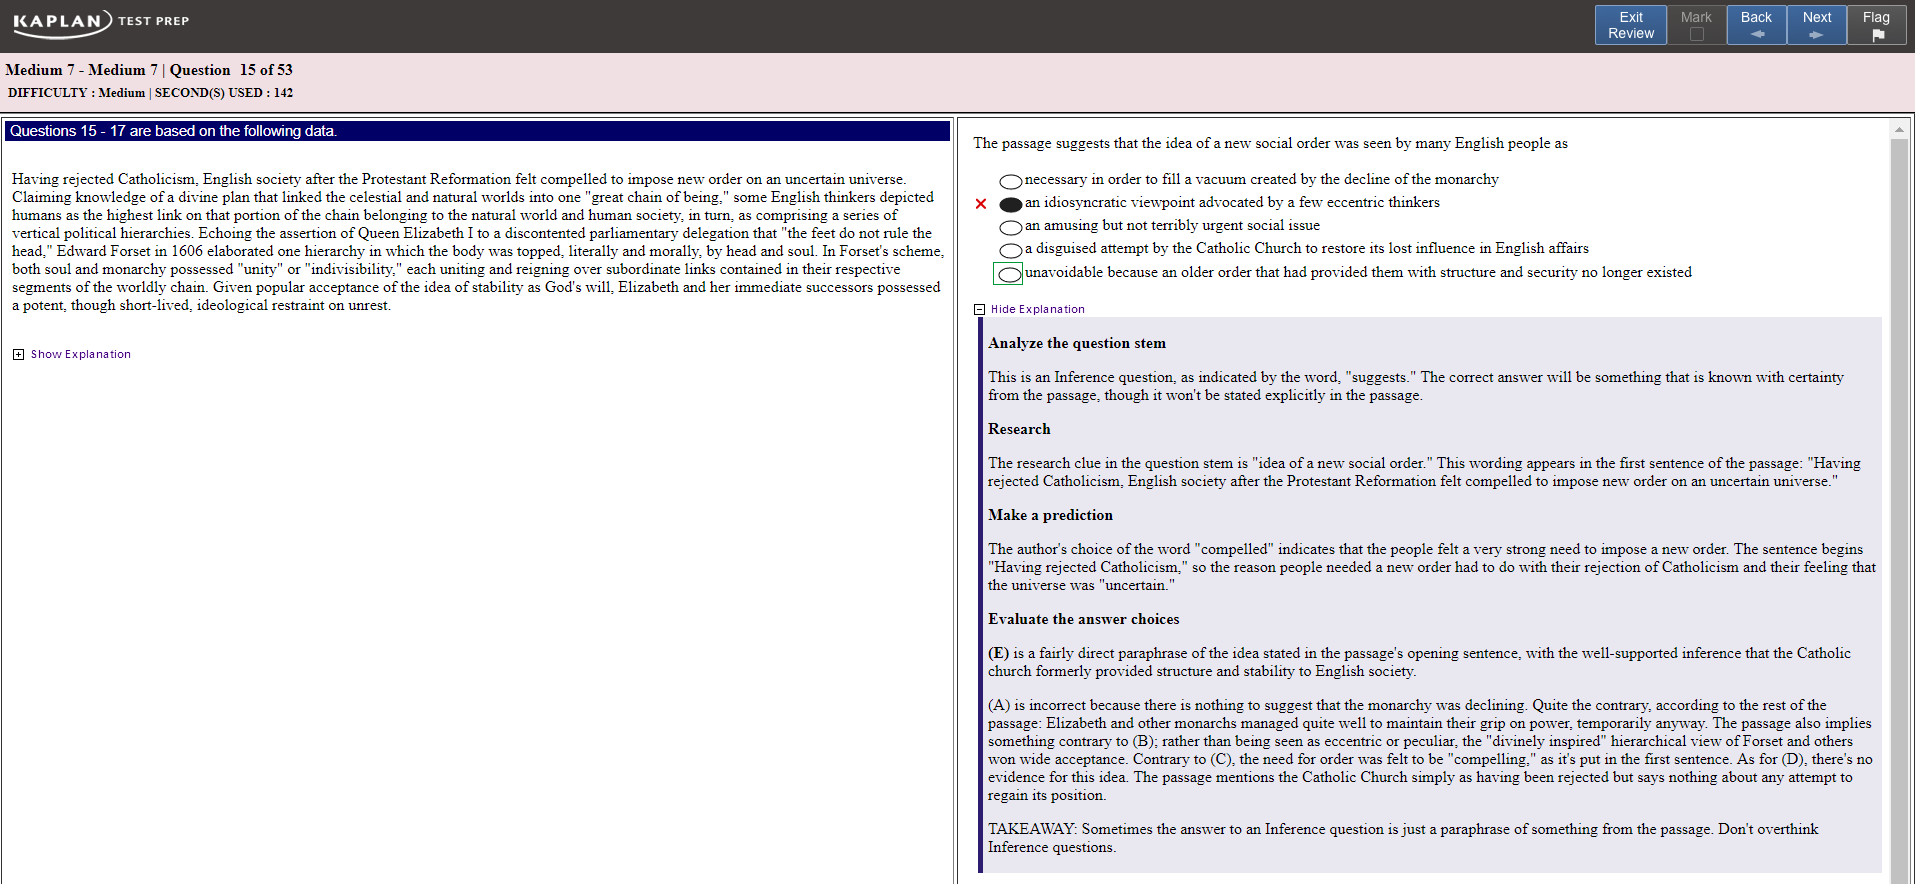 KAPLAN TEST PREP
Exit Review
Mark
Back
Next
Flag
Medium 7 - Medium 7 | Question 15 of 53
DIFFICULTY : Medium | SECOND(S) USED : 142
Questions 15 - 17 are based on the following data.
Having rejected Catholicism, English society after the Protestant Reformation felt compelled to impose new order on an uncertain universe.
Claiming knowledge of a divine plan that linked the celestial and natural worlds into one "great chain of being," some English thinkers depicted
humans as the highest link on that portion of the chain belonging to the natural world and human society, in turn, as comprising a series of
vertical political hierarchies. Echoing the assertion of Queen Elizabeth I to a discontented parliamentary delegation that "the feet do not rule the
head," Edward Forset in 1606 elaborated one hierarchy in which the body was topped, literally and morally, by head and soul. In Forset's scheme,
both soul and monarchy possessed "unity" or "indivisibility," each uniting and reigning over subordinate links contained in their respective
segments of the worldly chain. Given popular acceptance of the idea of stability as God's will, Elizabeth and her immediate successors possessed
a potent, though short-lived, ideological restraint on unrest.
Show Explanation
The passage suggests that the idea of a new social order was seen by many English people as
necessary in order to fill a vacuum created by the decline of the monarchy
an idiosyncratic viewpoint advocated by a few eccentric thinkers
an amusing but not terribly urgent social issue
a disguised attempt by the Catholic Church to restore its lost influence in English affairs
unavoidable because an older order that had provided them with structure and security no longer existed
Hide Explanation
Analyze the question stem
This is an Inference question, as indicated by the word, "suggests." The correct answer will be something that is known with certainty
from the passage, though it won't be stated explicitly in the passage.
Research
The research clue in the question stem is "idea of a new social order." This wording appears in the first sentence of the passage: "Having
rejected Catholicism, English society after the Protestant Reformation felt compelled to impose new order on an uncertain universe."
Make a prediction
The author's choice of the word "compelled" indicates that the people felt a very strong need to impose a new order. The sentence begins
"Having rejected Catholicism," so the reason people needed a new order had to do with their rejection of Catholicism and their feeling that
the universe was "uncertain."
Evaluate the answer choices
(E) is a fairly direct paraphrase of the idea stated in the passage's opening sentence, with the well-supported inference that the Catholic
church formerly provided structure and stability to English society.
(A) is incorrect because there is nothing to suggest that the monarchy was declining. Quite the contrary, according to the rest of the
passage: Elizabeth and other monarchs managed quite well to maintain their grip on power, temporarily anyway. The passage also implies
something contrary to (B); rather than being seen as eccentric or peculiar, the "divinely inspired" hierarchical view of Forset and others
won wide acceptance. Contrary to (C), the need for order was felt to be "compelling," as it's put in the first sentence. As for (D), there's no
evidence for this idea. The passage mentions the Catholic Church simply as having been rejected but says nothing about any attempt to
regain its position.
TAKEAWAY: Sometimes the answer to an Inference question is just a paraphrase of something from the passage. Don't overthink
Inference questions.